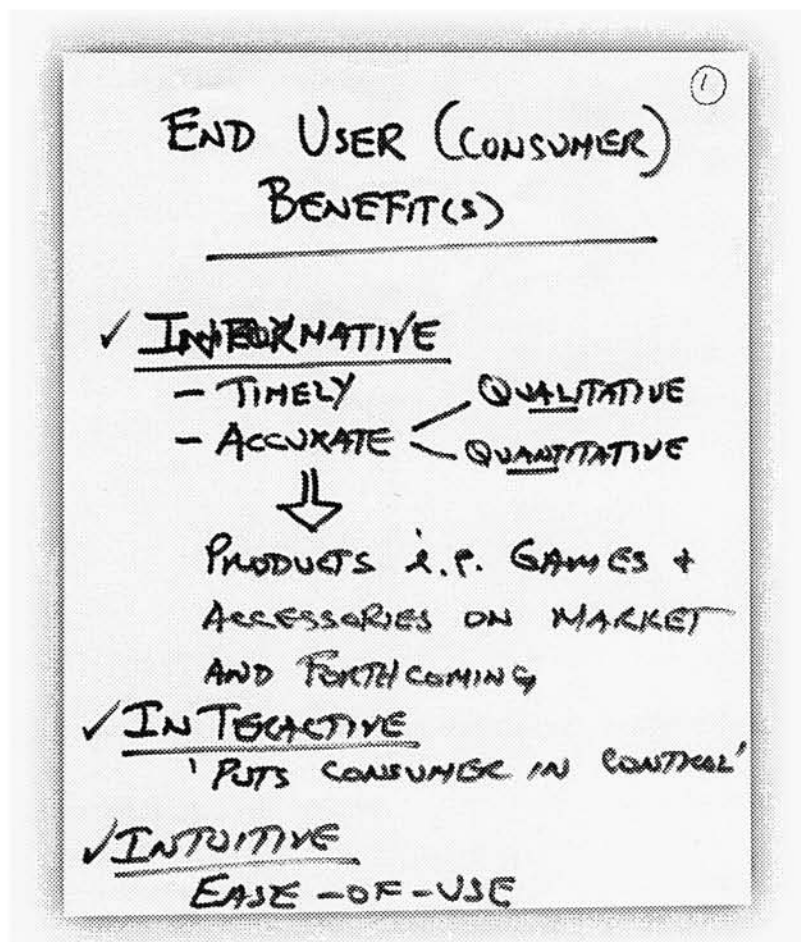 1
END USER (CONSUMER)
BENEFIT(S)
✓ INFORMATIVE
- TIMELY
- ACCURATE
QUALITATIVE
QUANTITATIVE
PRODUCTS i.e. GAMES +
ACCESSORIES ON MARKET
AND FORTHCOMING
✓ INTERACTIVE
'PUTS CONSUMER IN CONTROL'
✓ INTUITIVE
EASE-OF-USE